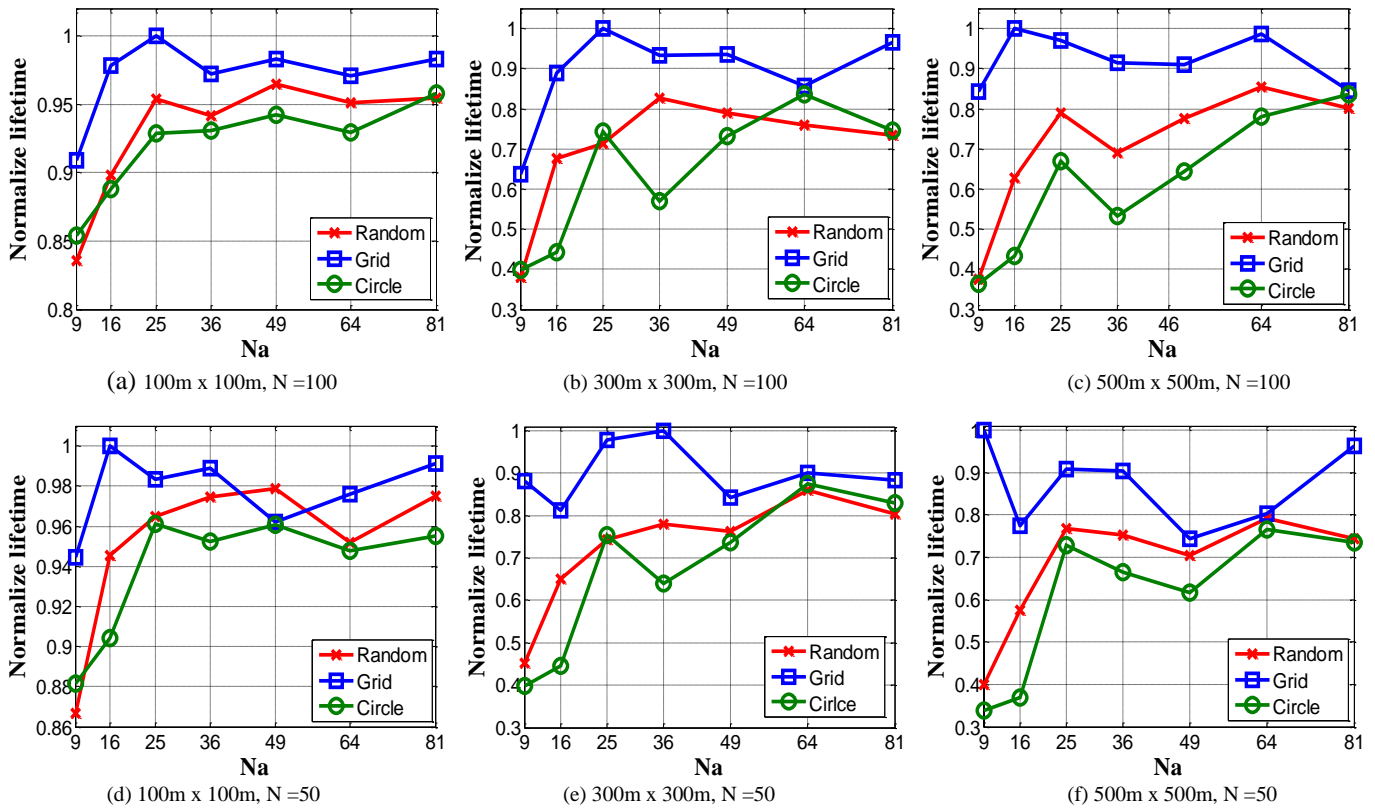 Normalize lifetime
1
0.95
0.9
0.85
0.8
9 16 25 36 49 64 81
Na
Random
Grid
Circle
(a) 100m x 100m, N =100
Normalize lifetime
1
0.9
0.8
0.7
0.6
0.5
0.4
0.3
9 16 25 36 49 64 81
Na
Random
Grid
Circle
(b) 300m x 300m, N =100
Normalize lifetime
1
0.9
0.8
0.7
0.6
0.5
0.4
0.3
9 16 25 36 46 64 81
Na
Random
Grid
Circle
(c) 500m x 500m, N =100
Normalize lifetime
1
0.98
0.96
0.94
0.92
0.9
0.88
0.86
9 16 25 36 49 64 81
Na
Random
Grid
Circle
(d) 100m x 100m, N =50
Normalize lifetime
1
0.9
0.8
0.7
0.6
0.5
0.4
0.3
9 16 25 36 49 64 81
Na
Random
Grid
Cirlce
(e) 300m x 300m, N =50
Normalize lifetime
1
0.9
0.8
0.7
0.6
0.5
0.4
0.3
9 16 25 36 49 64 81
Na
Random
Grid
Circle
(f) 500m x 500m, N =50